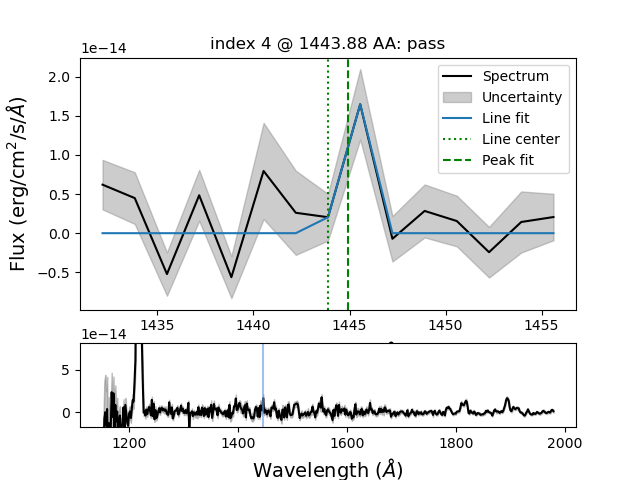 index 4 @ 1443.88 AA: pass
1e−14
Flux (erg/cm²/s/Å)
2.0
1.5
1.0
0.5
0.0
−0.5
Spectrum
Uncertainty
Line fit
Line center
Peak fit
1435 1440 1445 1450 1455
1e−14
5
0
1200 1400 1600 1800 2000
Wavelength (Å)